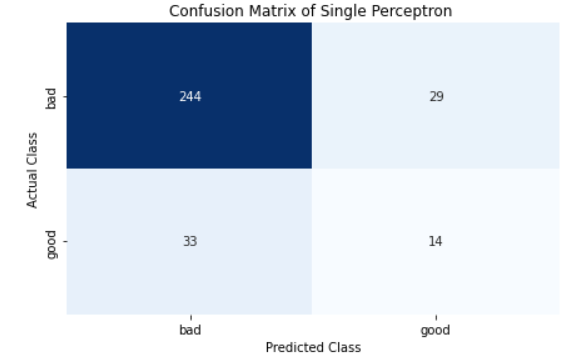 Confusion Matrix of Single Perceptron
bad
244
29
Actual Class
good
33
14
bad
good
Predicted Class